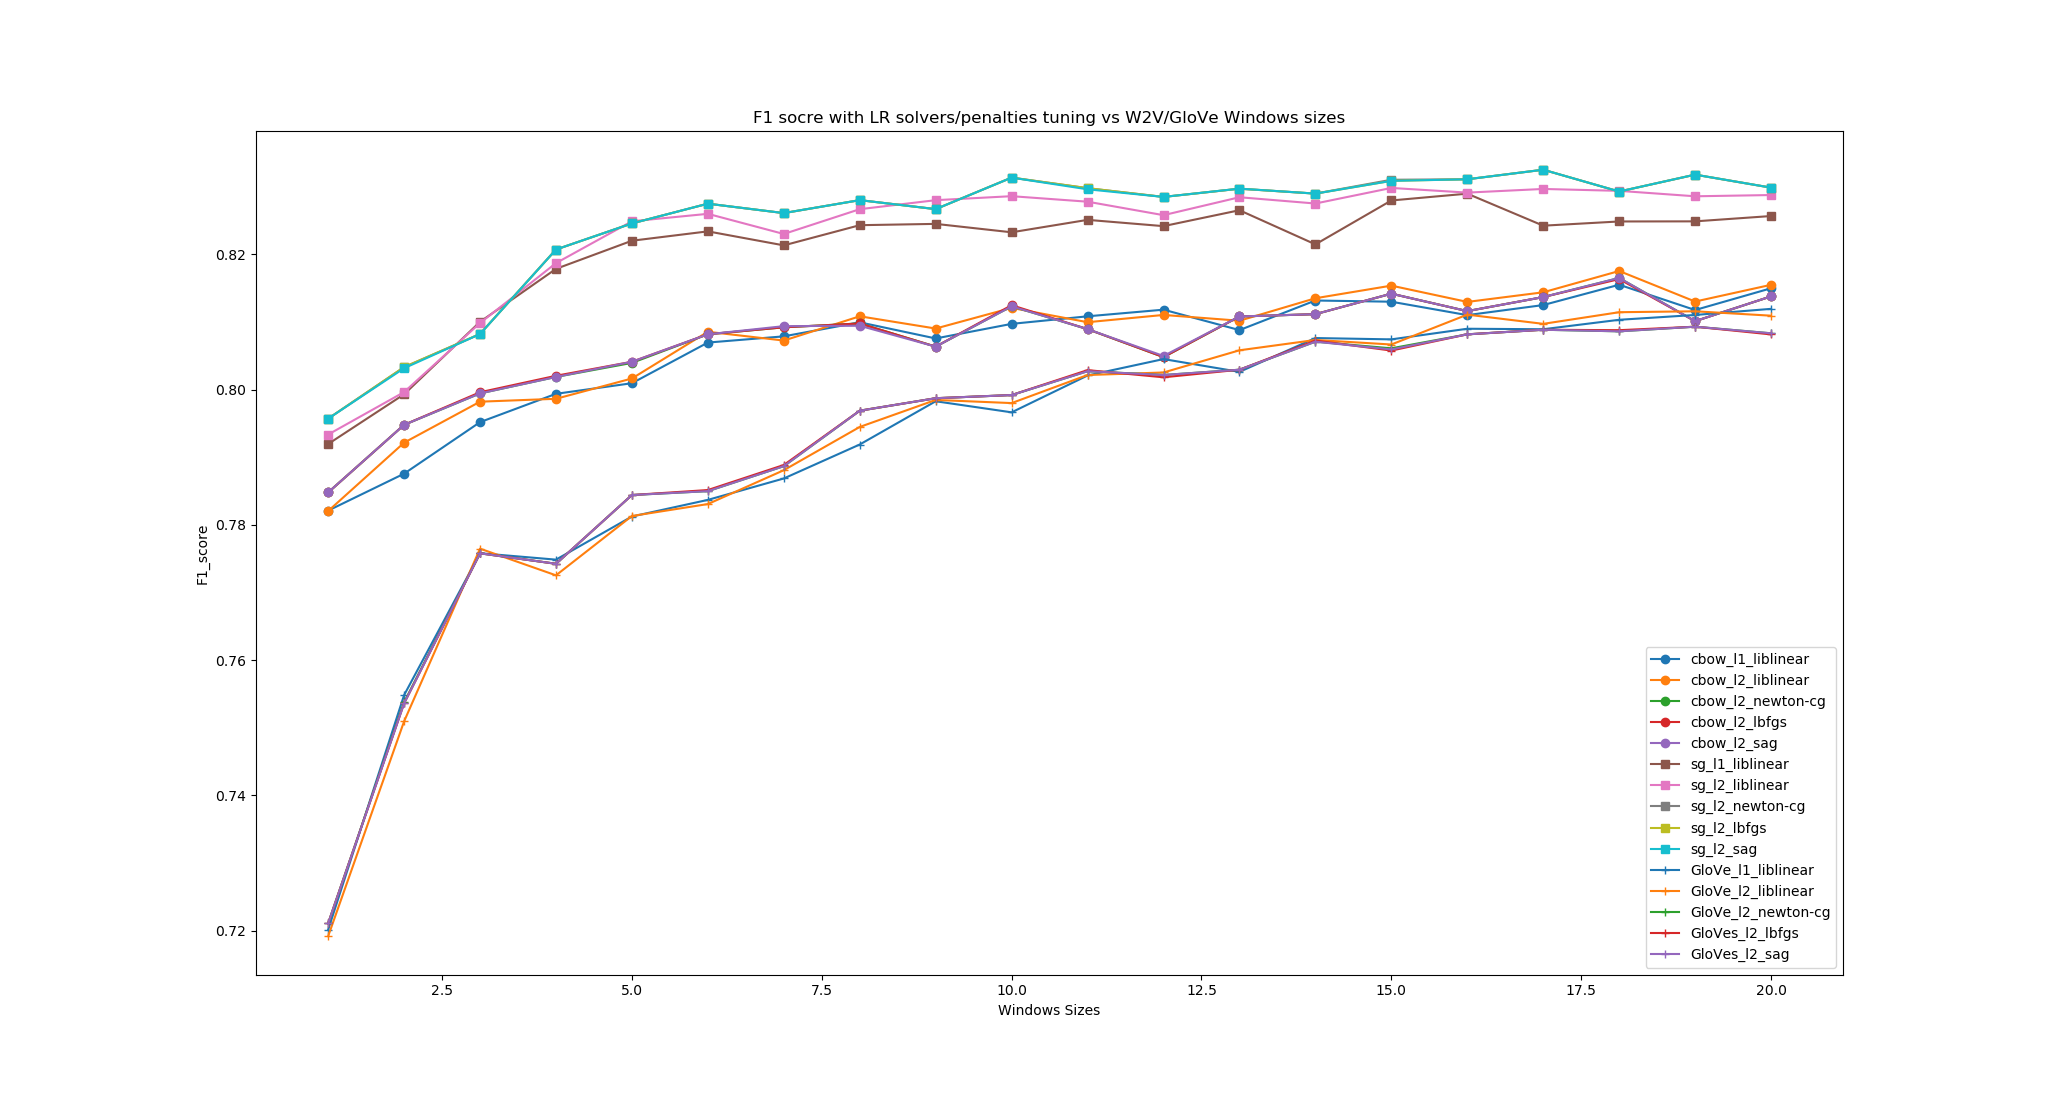 F1 socre with LR solvers/penalties tuning vs W2V/GloVe Windows sizes
F1_score
0.82
0.80
0.78
0.76
0.74
0.72
2.5
5.0
7.5
10.0
12.5
15.0
17.5
20.0
Windows Sizes
cbow_l1_liblinear
cbow_l2_liblinear
cbow_l2_newton-cg
cbow_l2_lbfgs
cbow_l2_sag
sg_l1_liblinear
sg_l2_liblinear
sg_l2_newton-cg
sg_l2_lbfgs
sg_l2_sag
GloVe_l1_liblinear
GloVe_l2_liblinear
GloVe_l2_newton-cg
GloVes_l2_lbfgs
GloVes_l2_sag